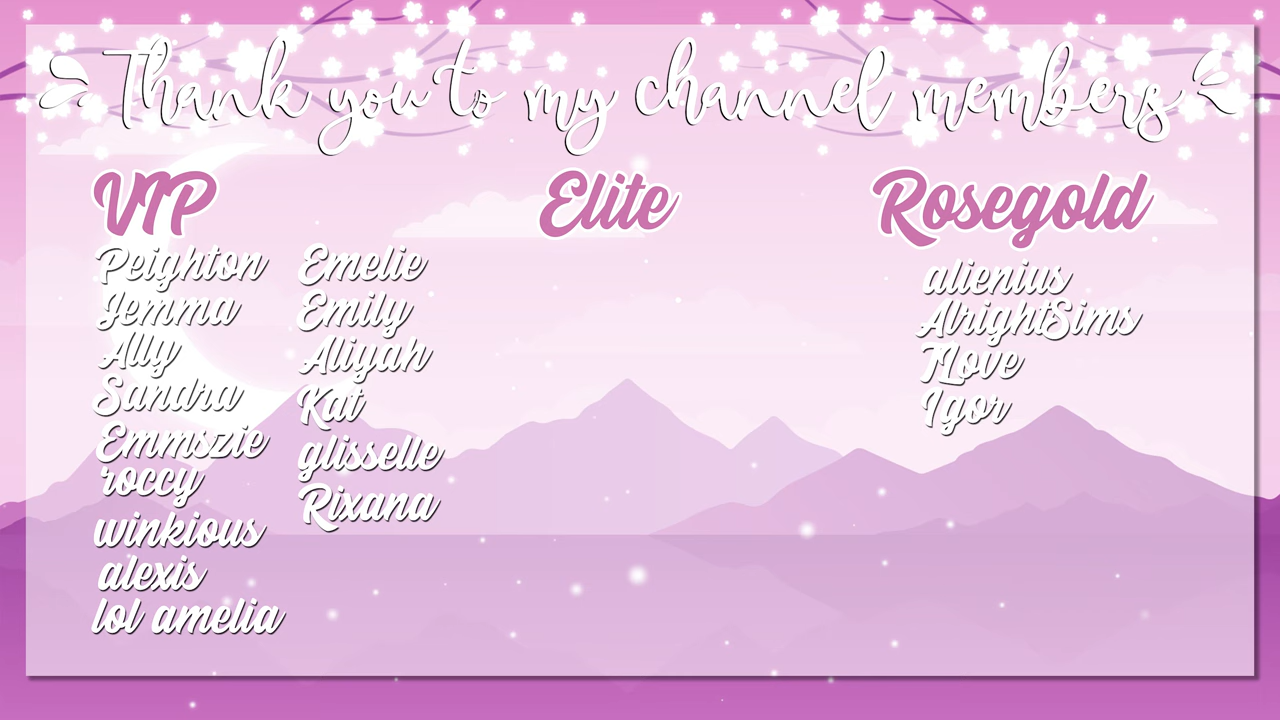 Thank you to my channel members
VIP
Peighton
Jemma
Ally
Sandra
Emmszie
roccy
winkious
alexis
lol amelia
Emelie
Emily
Aliyah
Kat
glisselle
Rixana
Elite
Rosegold
alienius
AlrightSims
TLove
Igor